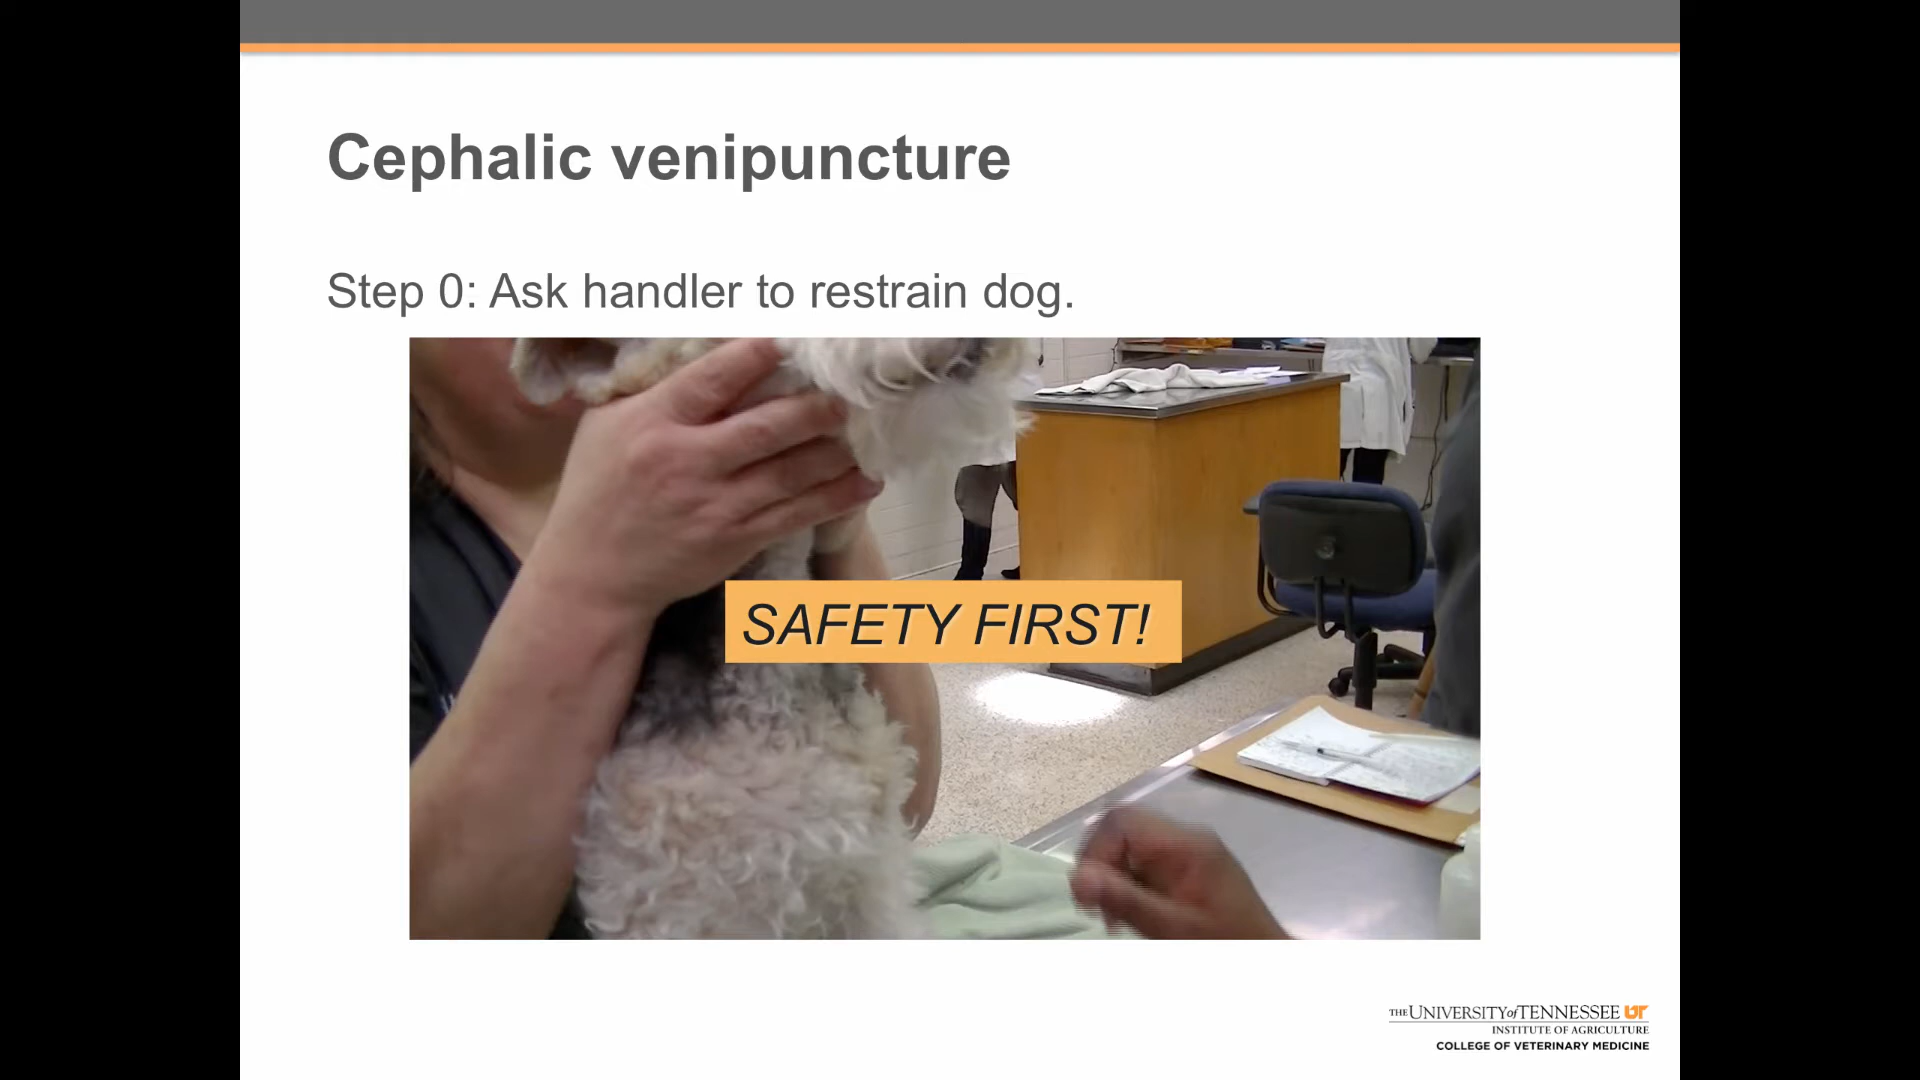 Cephalic venipuncture
Step 0: Ask handler to restrain dog.
SAFETY FIRST!
THE UNIVERSITY of TENNESSEE UT
INSTITUTE OF AGRICULTURE
COLLEGE OF VETERINARY MEDICINE